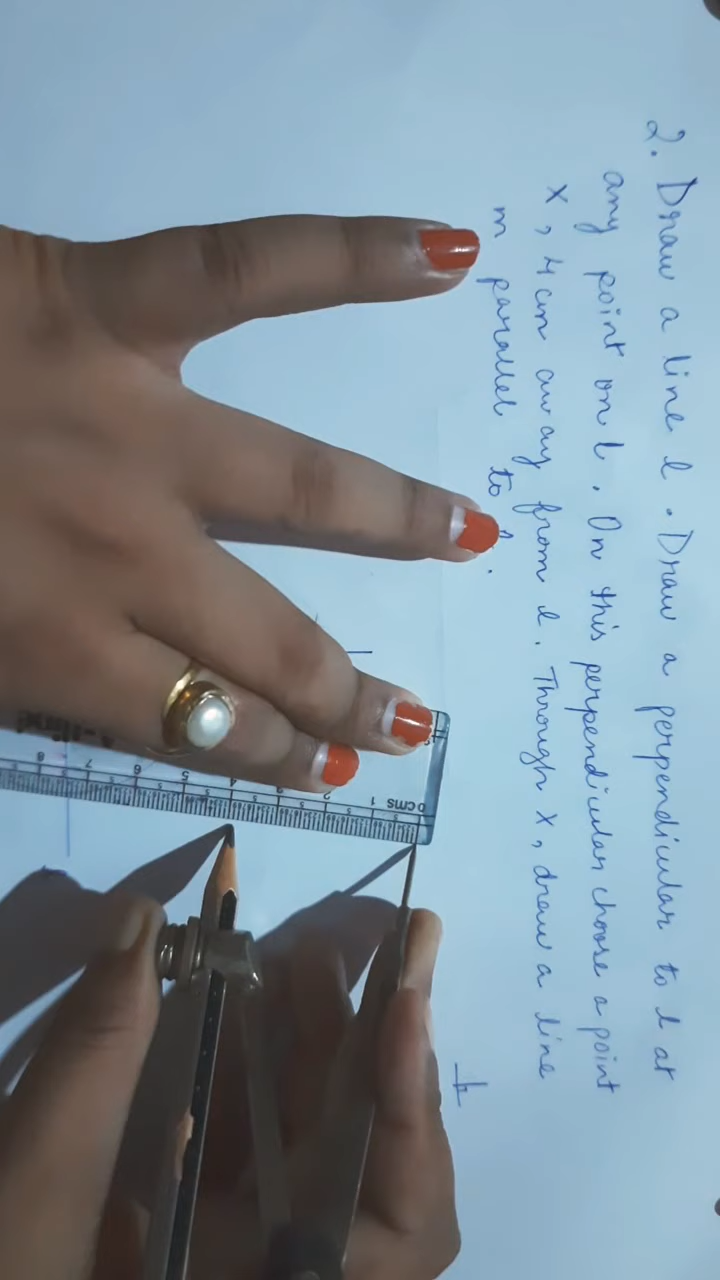 2. Draw a line l. Draw a perpendicular to l at
any point on l. On this perpendicular choose a point
X, 4 cm away from l. Through X, draw a line
m parallel to l.
0 cms 1 2 3 4 5 6 7 8